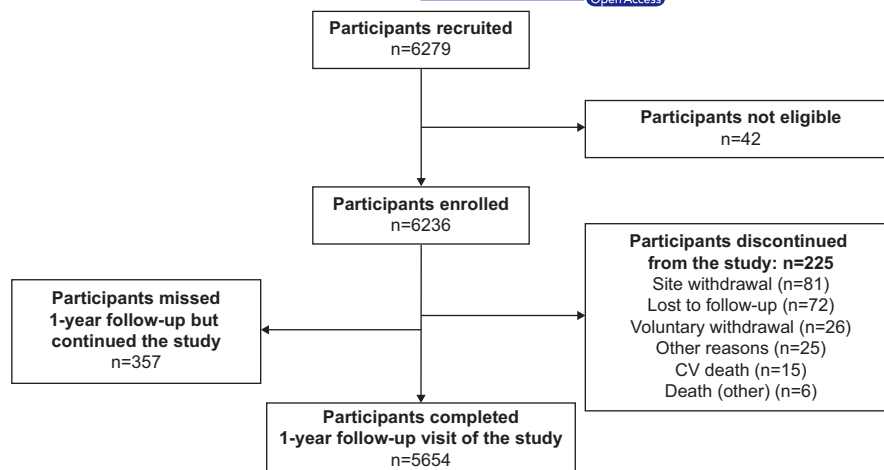 Open Access
Participants recruited
n=6279
Participants not eligible
n=42
Participants enrolled
n=6236
Participants discontinued
from the study: n=225
Site withdrawal (n=81)
Lost to follow-up (n=72)
Voluntary withdrawal (n=26)
Other reasons (n=25)
CV death (n=15)
Death (other) (n=6)
Participants missed
1-year follow-up but
continued the study
n=357
Participants completed
1-year follow-up visit of the study
n=5654